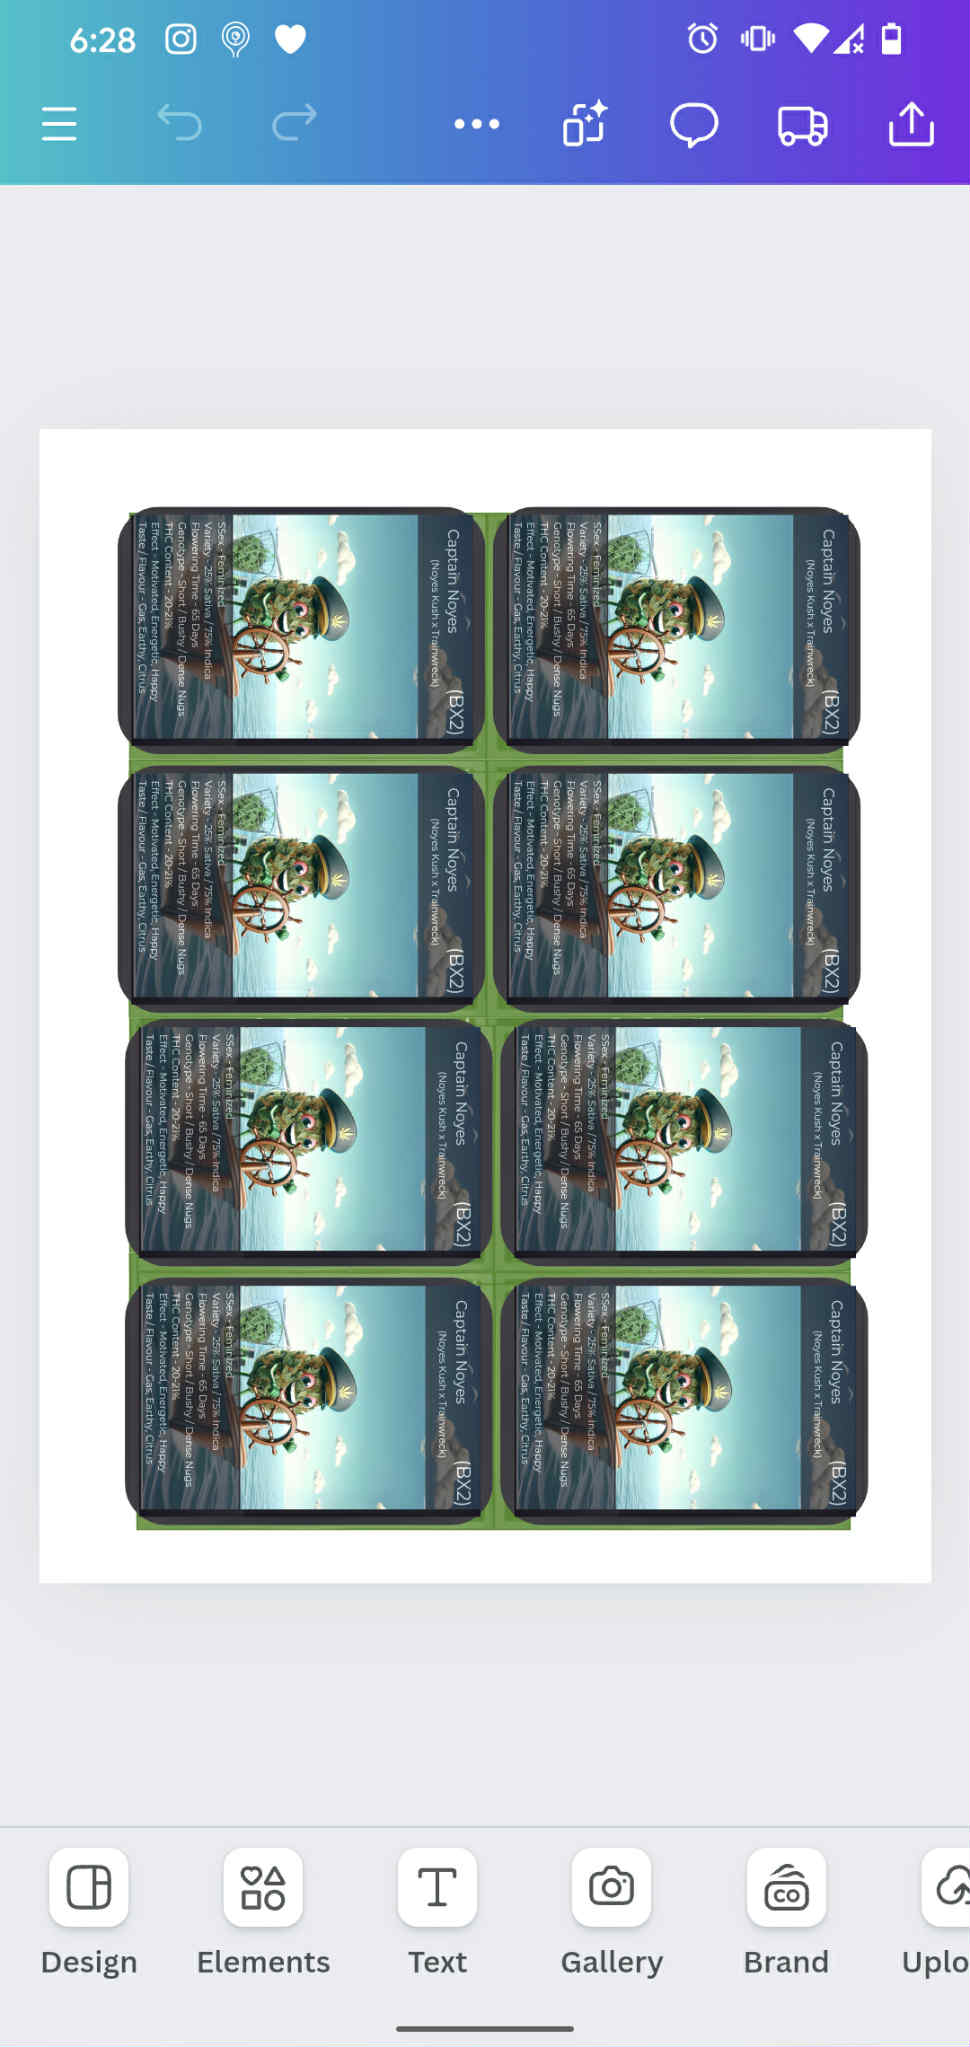 6:28
Captain Noyes (BX2)
(Noyes Kush x Trainwreck)
SSex - Feminized
Variety - 25% Sativa / 75% Indica
Flowering Time - 65 Days
Genotype - Short / Bushy / Dense Nugs
THC Content - 20-21%
Effect - Motivated, Energetic, Happy
Taste / Flavour - Gas, Earthy, Citrus
Captain Noyes (BX2)
(Noyes Kush x Trainwreck)
SSex - Feminized
Variety - 25% Sativa / 75% Indica
Flowering Time - 65 Days
Genotype - Short / Bushy / Dense Nugs
THC Content - 20-21%
Effect - Motivated, Energetic, Happy
Taste / Flavour - Gas, Earthy, Citrus
Captain Noyes (BX2)
(Noyes Kush x Trainwreck)
SSex - Feminized
Variety - 25% Sativa / 75% Indica
Flowering Time - 65 Days
Genotype - Short / Bushy / Dense Nugs
THC Content - 20-21%
Effect - Motivated, Energetic, Happy
Taste / Flavour - Gas, Earthy, Citrus
Captain Noyes (BX2)
(Noyes Kush x Trainwreck)
SSex - Feminized
Variety - 25% Sativa / 75% Indica
Flowering Time - 65 Days
Genotype - Short / Bushy / Dense Nugs
THC Content - 20-21%
Effect - Motivated, Energetic, Happy
Taste / Flavour - Gas, Earthy, Citrus
Captain Noyes (BX2)
(Noyes Kush x Trainwreck)
SSex - Feminized
Variety - 25% Sativa / 75% Indica
Flowering Time - 65 Days
Genotype - Short / Bushy / Dense Nugs
THC Content - 20-21%
Effect - Motivated, Energetic, Happy
Taste / Flavour - Gas, Earthy, Citrus
Captain Noyes (BX2)
(Noyes Kush x Trainwreck)
SSex - Feminized
Variety - 25% Sativa / 75% Indica
Flowering Time - 65 Days
Genotype - Short / Bushy / Dense Nugs
THC Content - 20-21%
Effect - Motivated, Energetic, Happy
Taste / Flavour - Gas, Earthy, Citrus
Captain Noyes (BX2)
(Noyes Kush x Trainwreck)
SSex - Feminized
Variety - 25% Sativa / 75% Indica
Flowering Time - 65 Days
Genotype - Short / Bushy / Dense Nugs
THC Content - 20-21%
Effect - Motivated, Energetic, Happy
Taste / Flavour - Gas, Earthy, Citrus
Captain Noyes (BX2)
(Noyes Kush x Trainwreck)
SSex - Feminized
Variety - 25% Sativa / 75% Indica
Flowering Time - 65 Days
Genotype - Short / Bushy / Dense Nugs
THC Content - 20-21%
Effect - Motivated, Energetic, Happy
Taste / Flavour - Gas, Earthy, Citrus
CO
Design Elements Text Gallery Brand Uplo